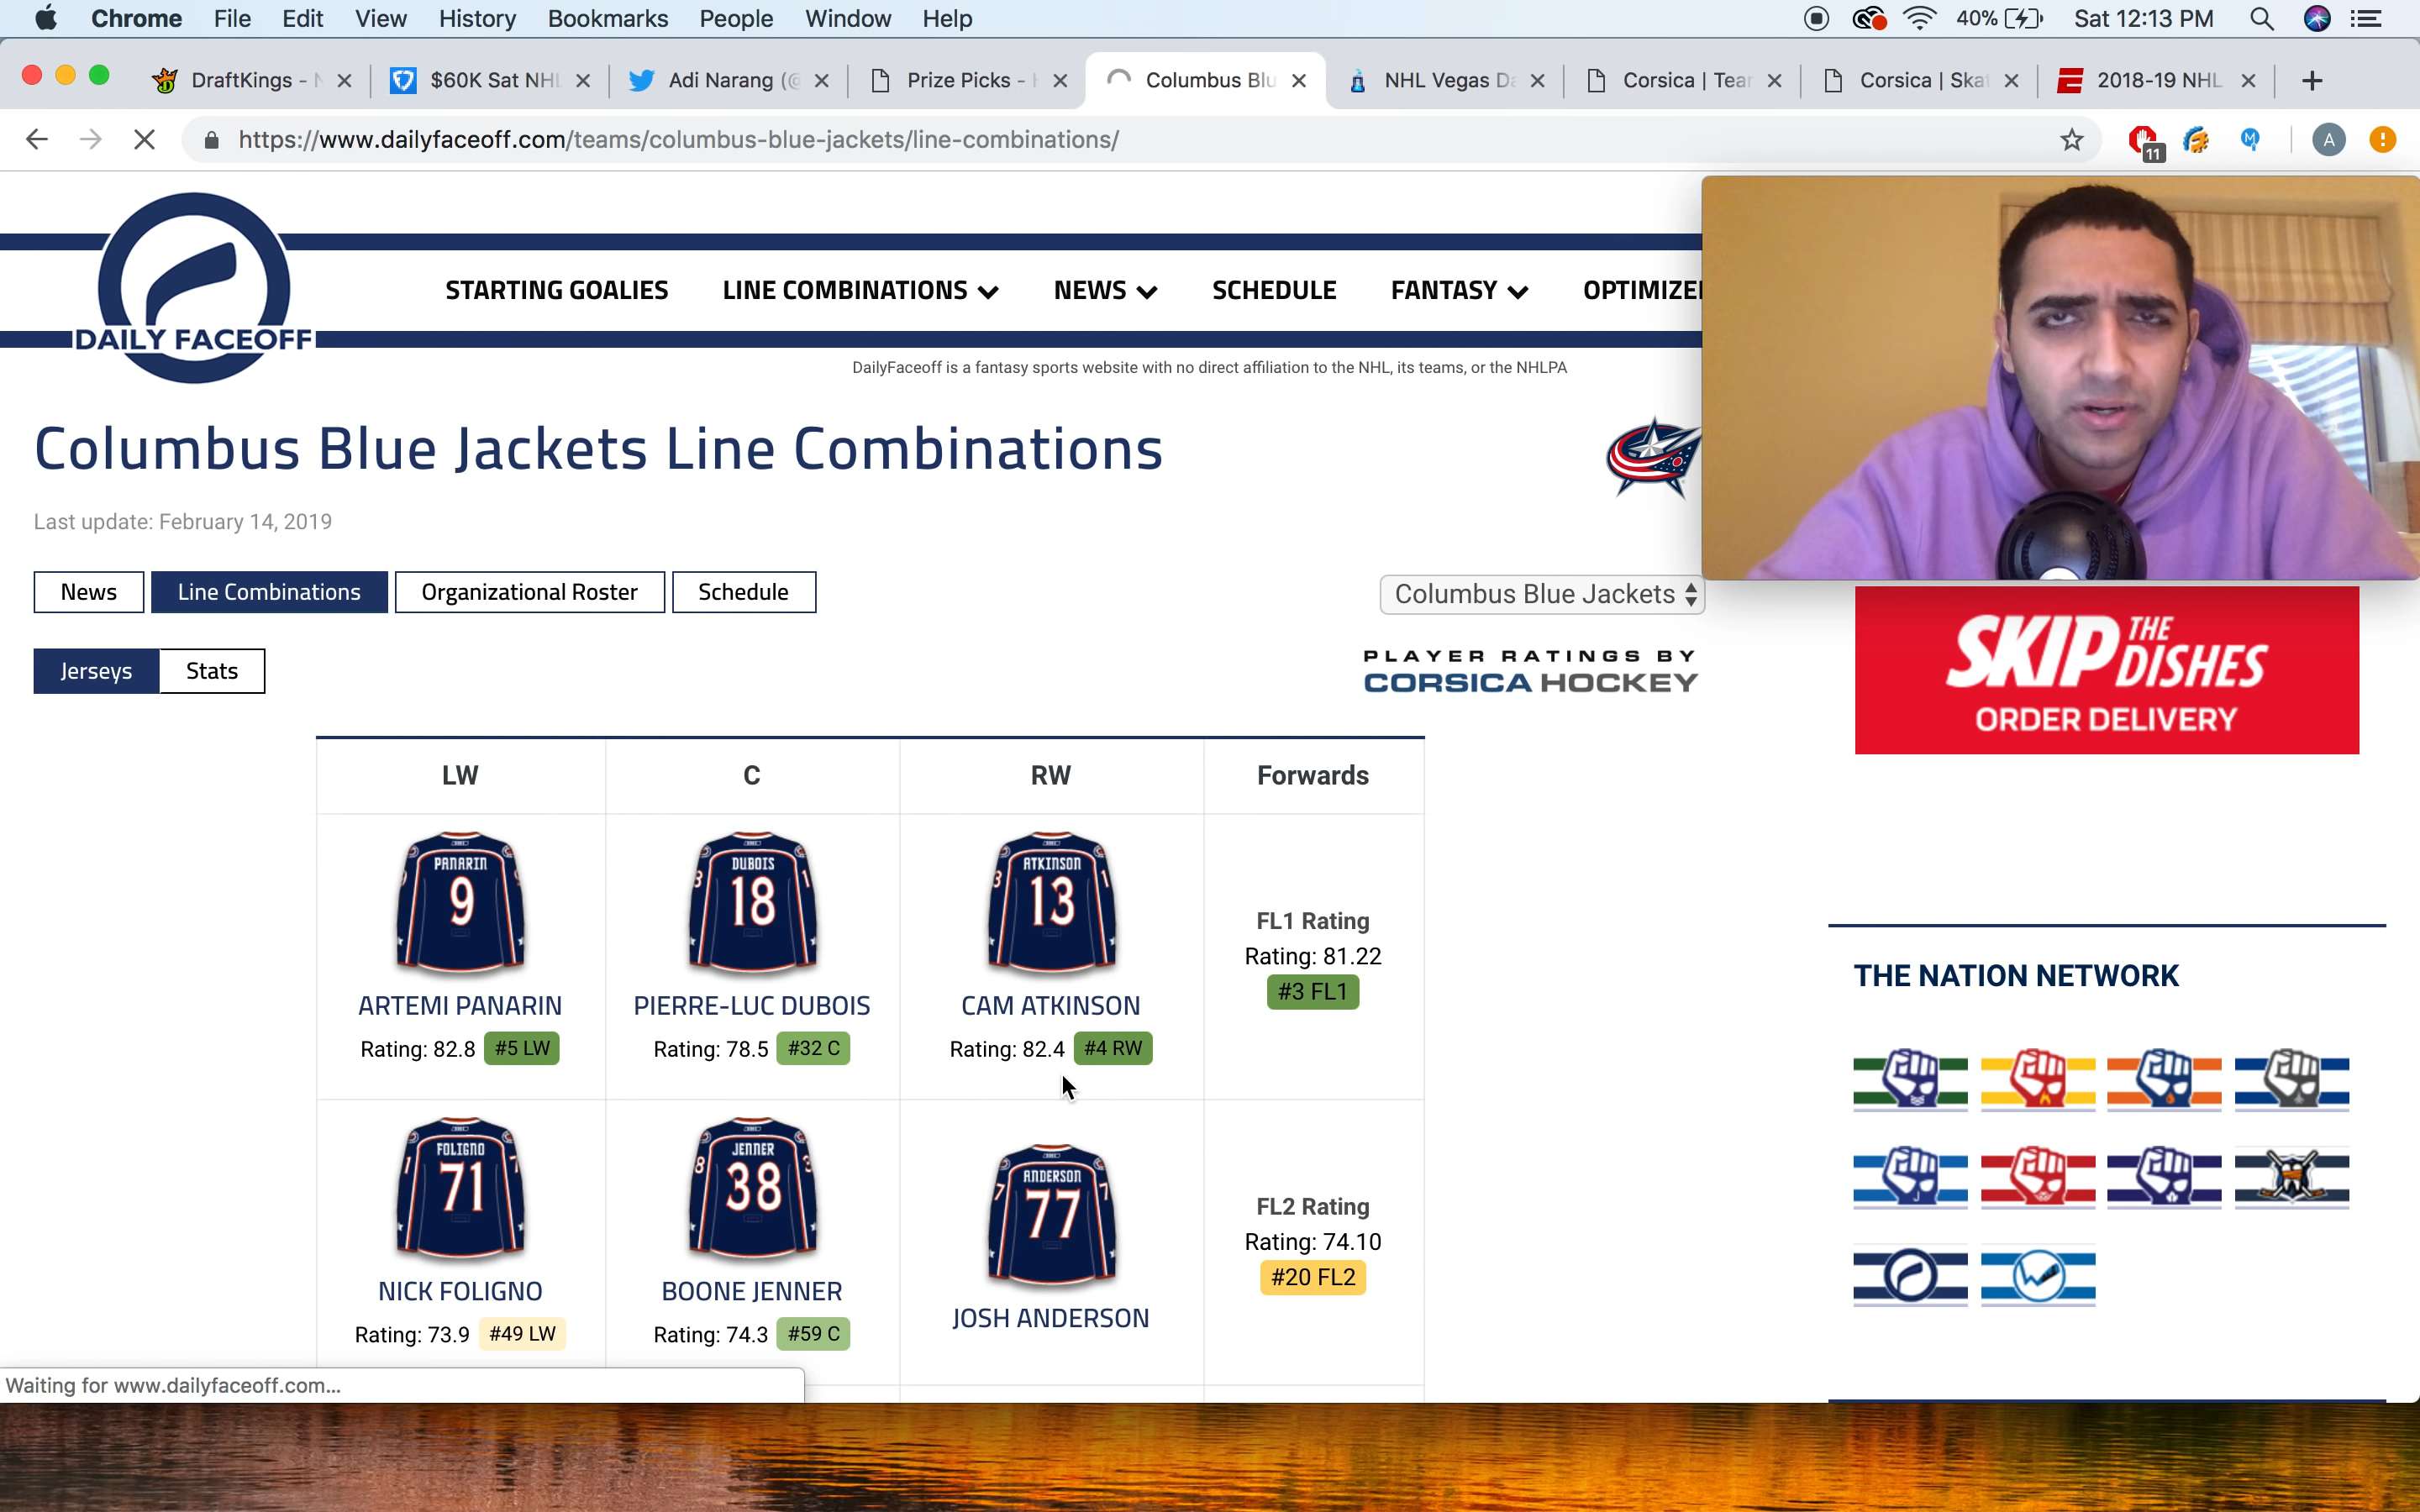 Chrome File Edit View History Bookmarks People Window Help 40% Sat 12:13 PM
DraftKings - N $60K Sat NHL Adi Narang (@ Prize Picks - H Columbus Blu NHL Vegas Da Corsica | Tear Corsica | Skat 2018-19 NHL
https://www.dailyfaceoff.com/teams/columbus-blue-jackets/line-combinations/ 11 A
DAILY FACEOFF
STARTING GOALIES LINE COMBINATIONS NEWS SCHEDULE FANTASY OPTIMIZE
DailyFaceoff is a fantasy sports website with no direct affiliation to the NHL, its teams, or the NHLPA
Columbus Blue Jackets Line Combinations
Last update: February 14, 2019
News Line Combinations Organizational Roster Schedule
Columbus Blue Jackets
Jerseys Stats
PLAYER RATINGS BY
CORSICA HOCKEY
SKIP THE DISHES
ORDER DELIVERY
LW C RW Forwards
PANARIN DUBOIS ATKINSON
9 18 13
ARTEMI PANARIN PIERRE-LUC DUBOIS CAM ATKINSON
Rating: 82.8 #5 LW Rating: 78.5 #32 C Rating: 82.4 #4 RW
FL1 Rating
Rating: 81.22
#3 FL1
FOLIGNO JENNER ANDERSON
71 38 77
NICK FOLIGNO BOONE JENNER JOSH ANDERSON
Rating: 73.9 #49 LW Rating: 74.3 #59 C
FL2 Rating
Rating: 74.10
#20 FL2
THE NATION NETWORK
Waiting for www.dailyfaceoff.com...